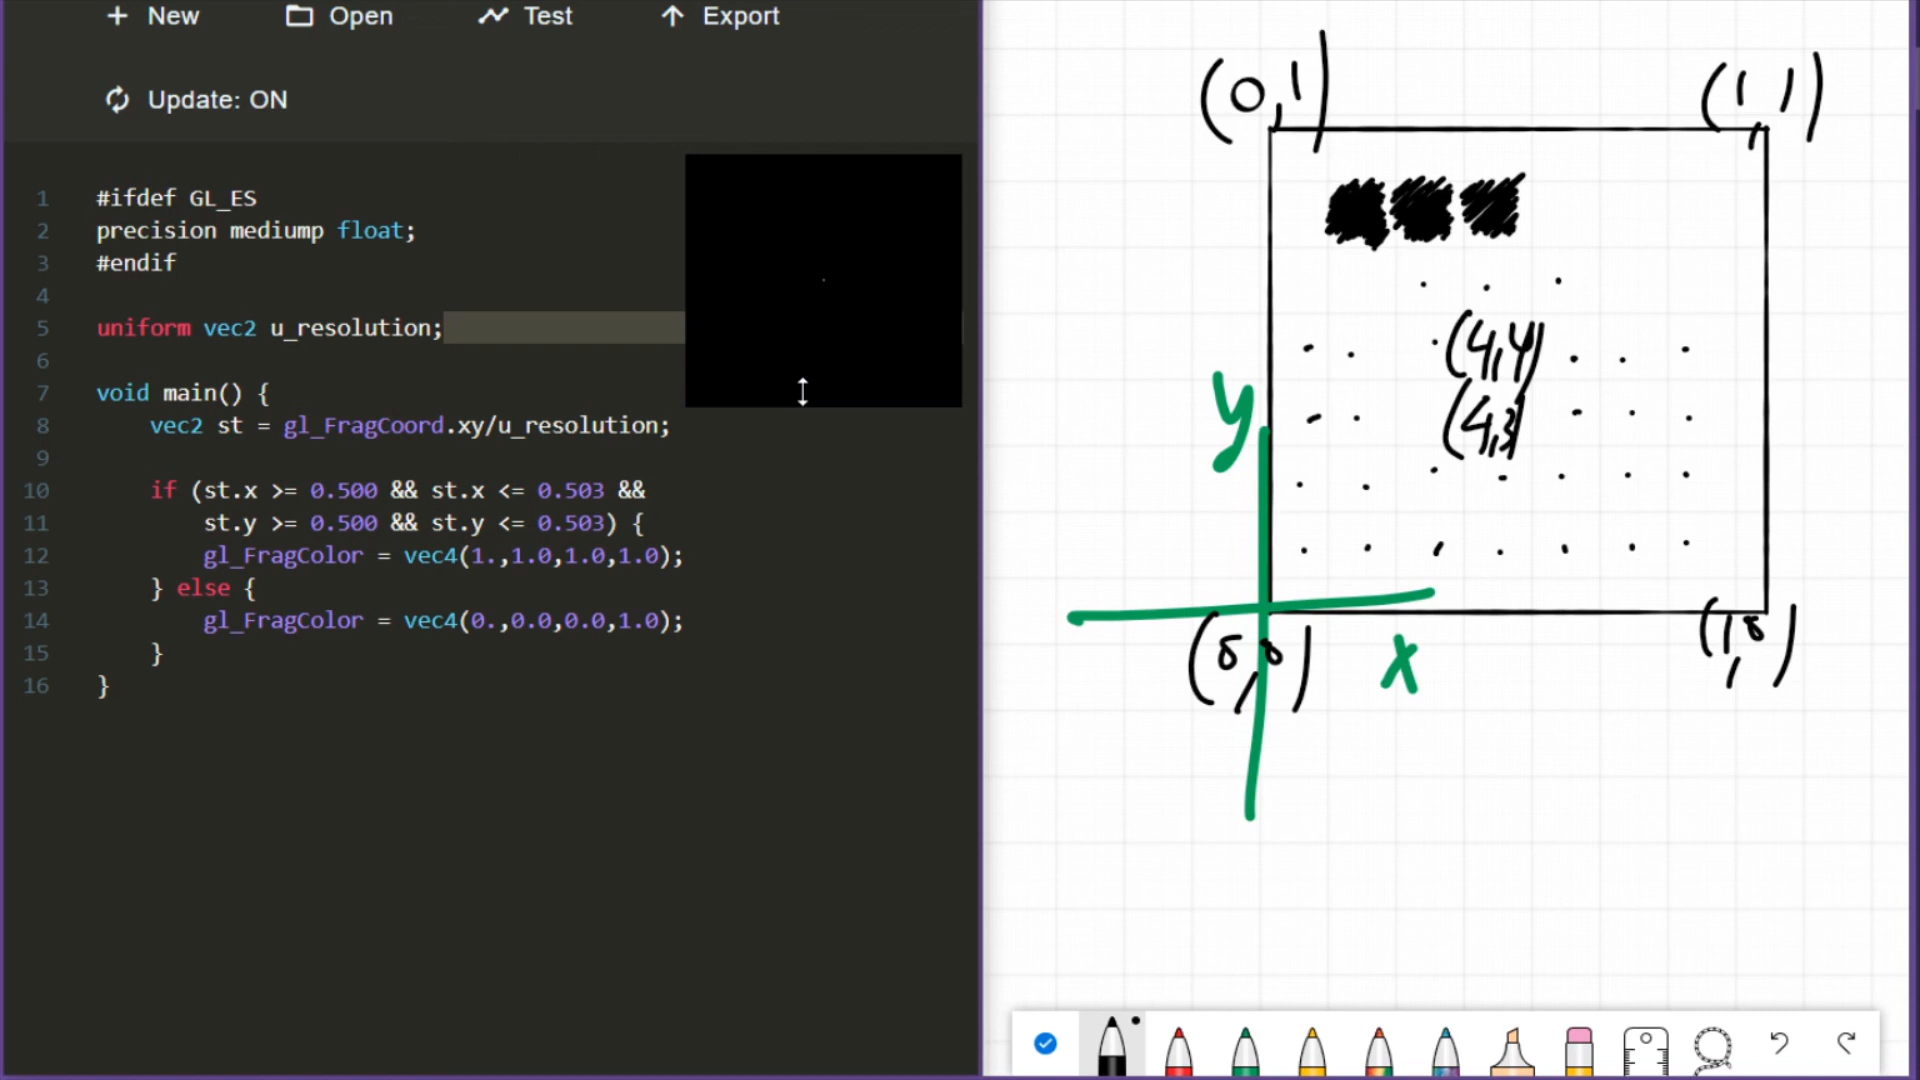 New Open Test Export
Update: ON
1 #ifdef GL_ES
2 precision mediump float;
3 #endif
4
5 uniform vec2 u_resolution;
6
7 void main() {
8 vec2 st = gl_FragCoord.xy/u_resolution;
9
10 if (st.x >= 0.500 && st.x <= 0.503 &&
11 st.y >= 0.500 && st.y <= 0.503) {
12 gl_FragColor = vec4(1.,1.0,1.0,1.0);
13 } else {
14 gl_FragColor = vec4(0.,0.0,0.0,1.0);
15 }
16 }
(0,1) (1,1)
(4,4)
(4,3)
y
(0,0) (1,0)
x